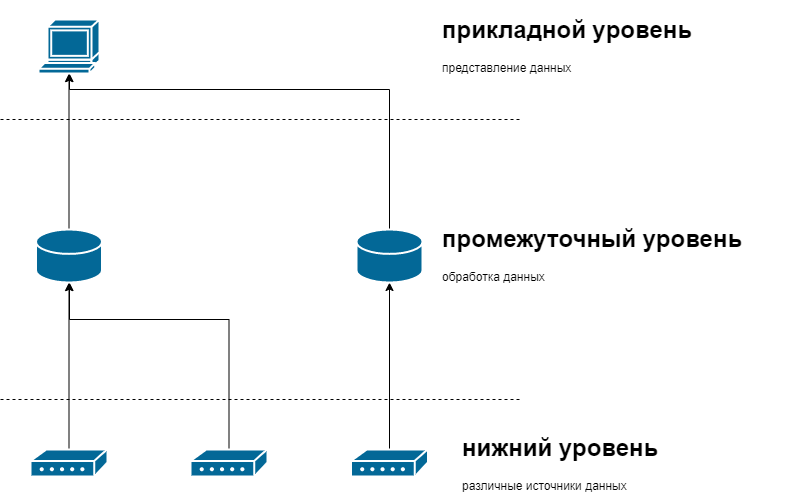 прикладной уровень
представление данных
промежуточный уровень
обработка данных
нижний уровень
различные источники данных